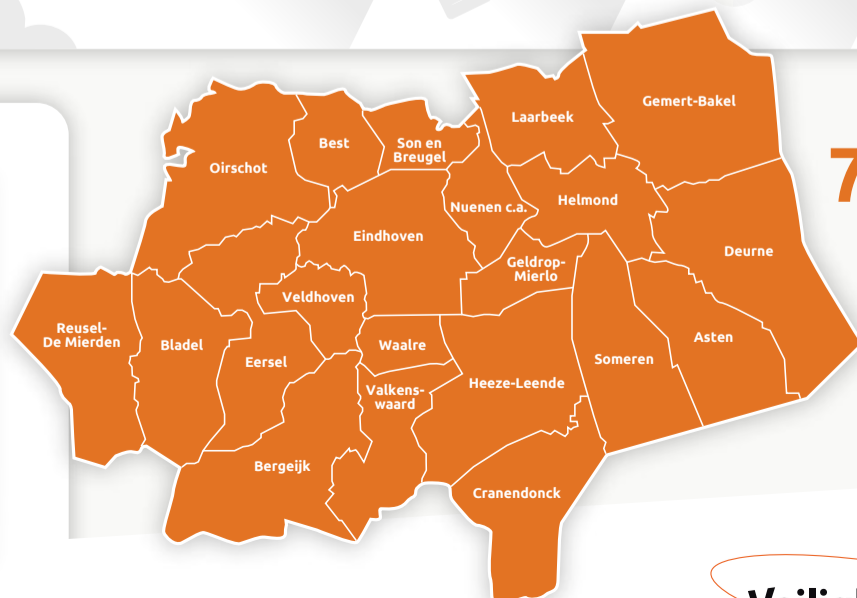 Gemert-Bakel
Laarbeek
Best
Son en
Breugel
Oirschot
7
Helmond
Nuenen c.a.
Eindhoven
Deurne
Geldrop-
Mierlo
Veldhoven
Reusel-
De Mierden
Bladel
Waalre
Asten
Eersel
Someren
Heeze-Leende
Valkens-
waard
Bergeijk
Cranendonck